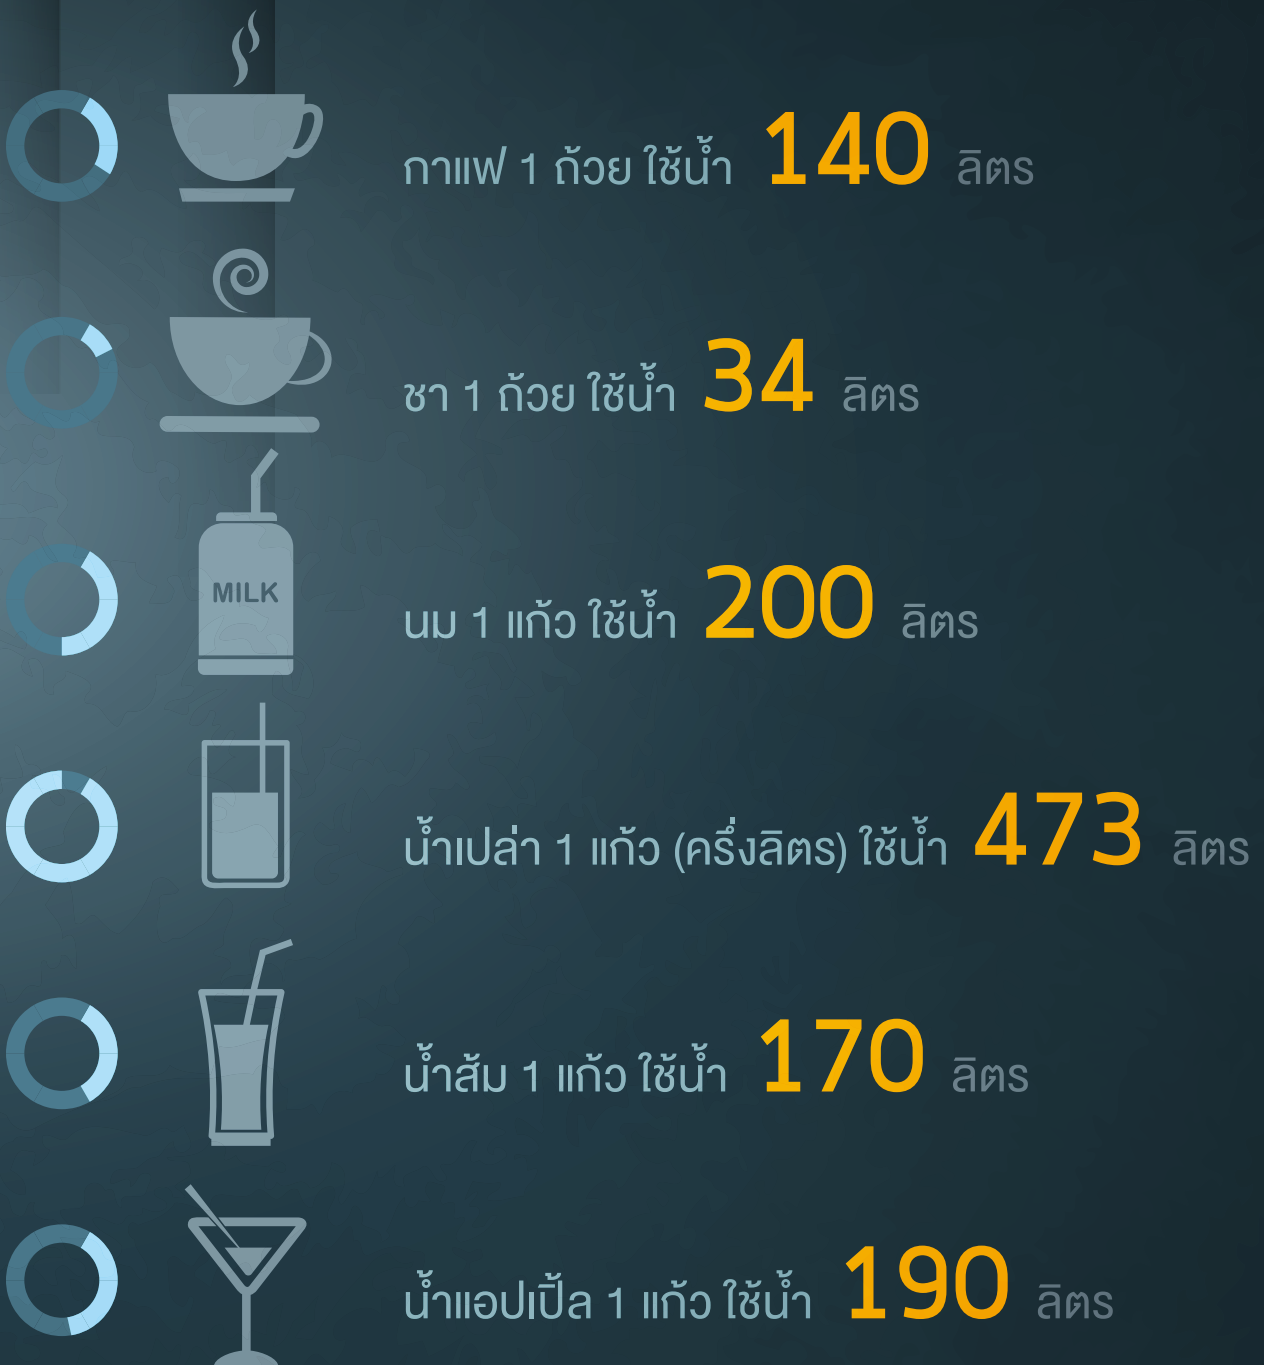 กาแฟ 1 ถ้วย ใช้น้ำ 140 ลิตร
ชา 1 ถ้วย ใช้น้ำ 34 ลิตร
MILK
นม 1 แก้ว ใช้น้ำ 200 ลิตร
น้ำเปล่า 1 แก้ว (ครึ่งลิตร) ใช้น้ำ 473 ลิตร
น้ำส้ม 1 แก้ว ใช้น้ำ 170 ลิตร
น้ำแอปเปิ้ล 1 แก้ว ใช้น้ำ 190 ลิตร